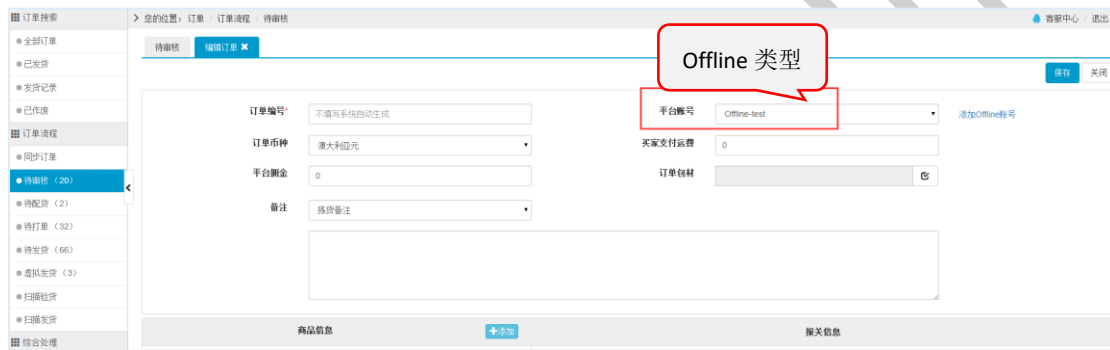 订单搜索
全部订单
已发货
发货记录
已作废
订单流程
同步订单
待审核 (20)
待配货 (2)
待打单 (32)
待发货 (66)
虚拟发货 (3)
扫描验货
扫描发货
综合处理
您的位置: 订单 / 订单流程 / 待审核
客服中心 / 退出
待审核 编辑订单 ✖
Offline 类型
保存 关闭
订单编号* 不填写系统自动生成 平台账号 Offline-test 添加Offline账号
订单币种 澳大利亚元 买家支付运费 0
平台佣金 0 订单包材
备注 拣货备注
商品信息 +添加 报关信息